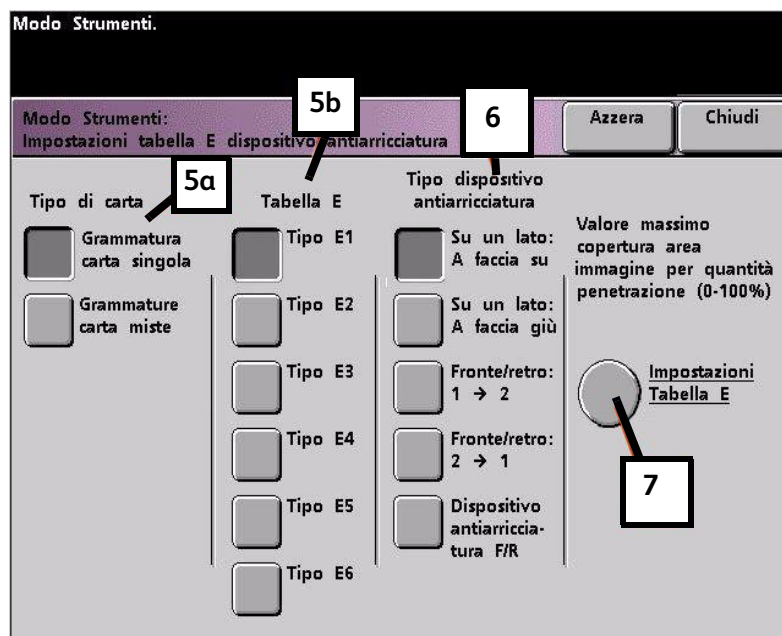 Modo Strumenti.
Modo Strumenti:
Impostazioni tabella E dispositivo antiarricciatura
Azzera
Chiudi
5b
6
5a
Tipo di carta
Grammatura
carta singola
Grammature
carta miste
Tabella E
Tipo E1
Tipo E2
Tipo E3
Tipo E4
Tipo E5
Tipo E6
Tipo dispositivo
antiarricciatura
Su un lato:
A faccia su
Su un lato:
A faccia giù
Fronte/retro:
1 → 2
Fronte/retro:
2 → 1
Dispositivo
antiarriccia-
tura F/R
Valore massimo
copertura area
immagine per quantità
penetrazione (0-100%)
Impostazioni
Tabella E
7